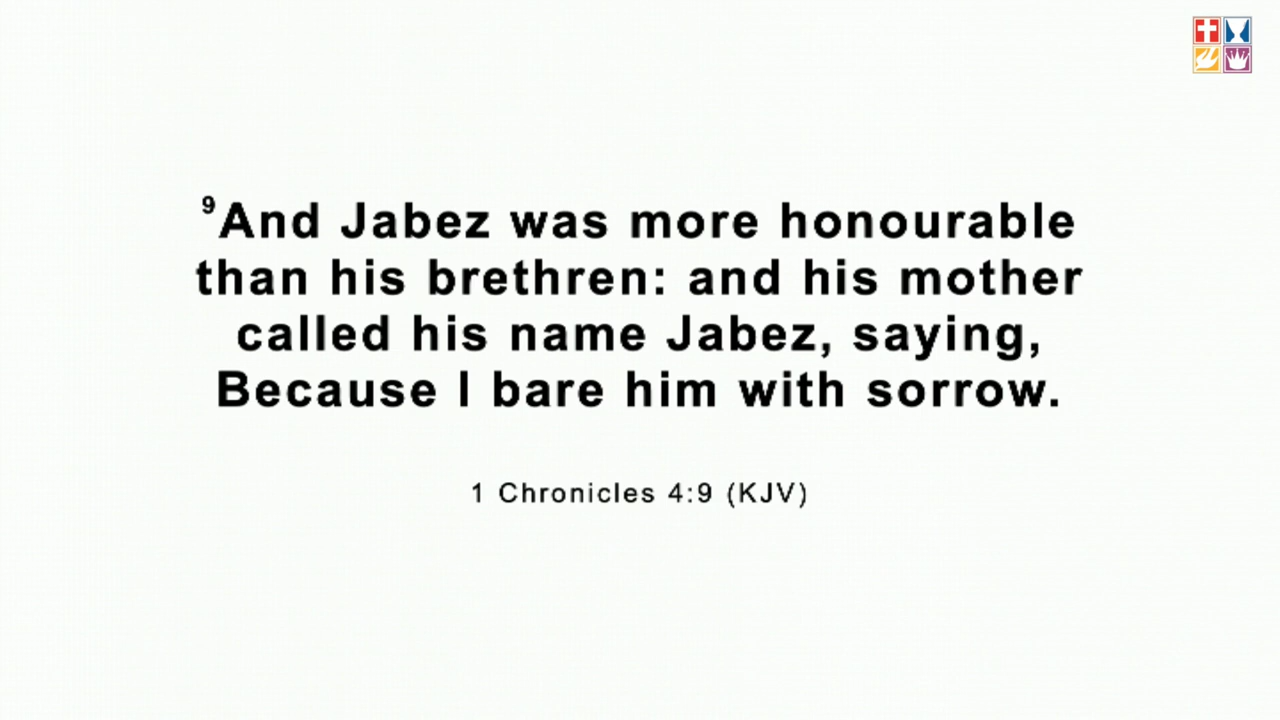 ⁹And Jabez was more honourable
than his brethren: and his mother
called his name Jabez, saying,
Because I bare him with sorrow.
1 Chronicles 4:9 (KJV)